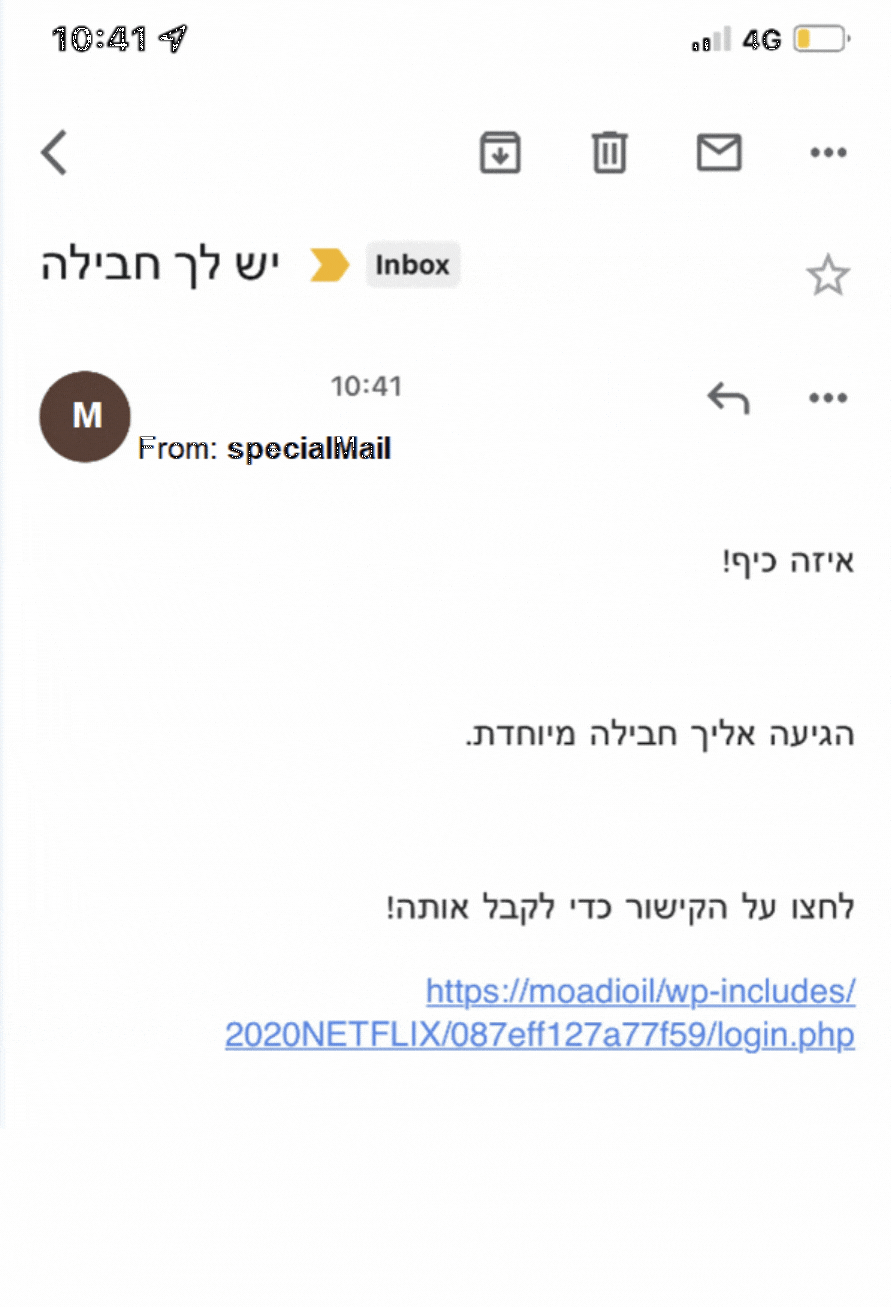 10:41
4G
יש לך חבילה Inbox
10:41
M
From: specialMail
איזה כיף!
הגיעה אליך חבילה מיוחדת.
לחצו על הקישור כדי לקבל אותה!
https://moadioil/wp-includes/
2020NETFLIX/087eff127a77f59/login.php